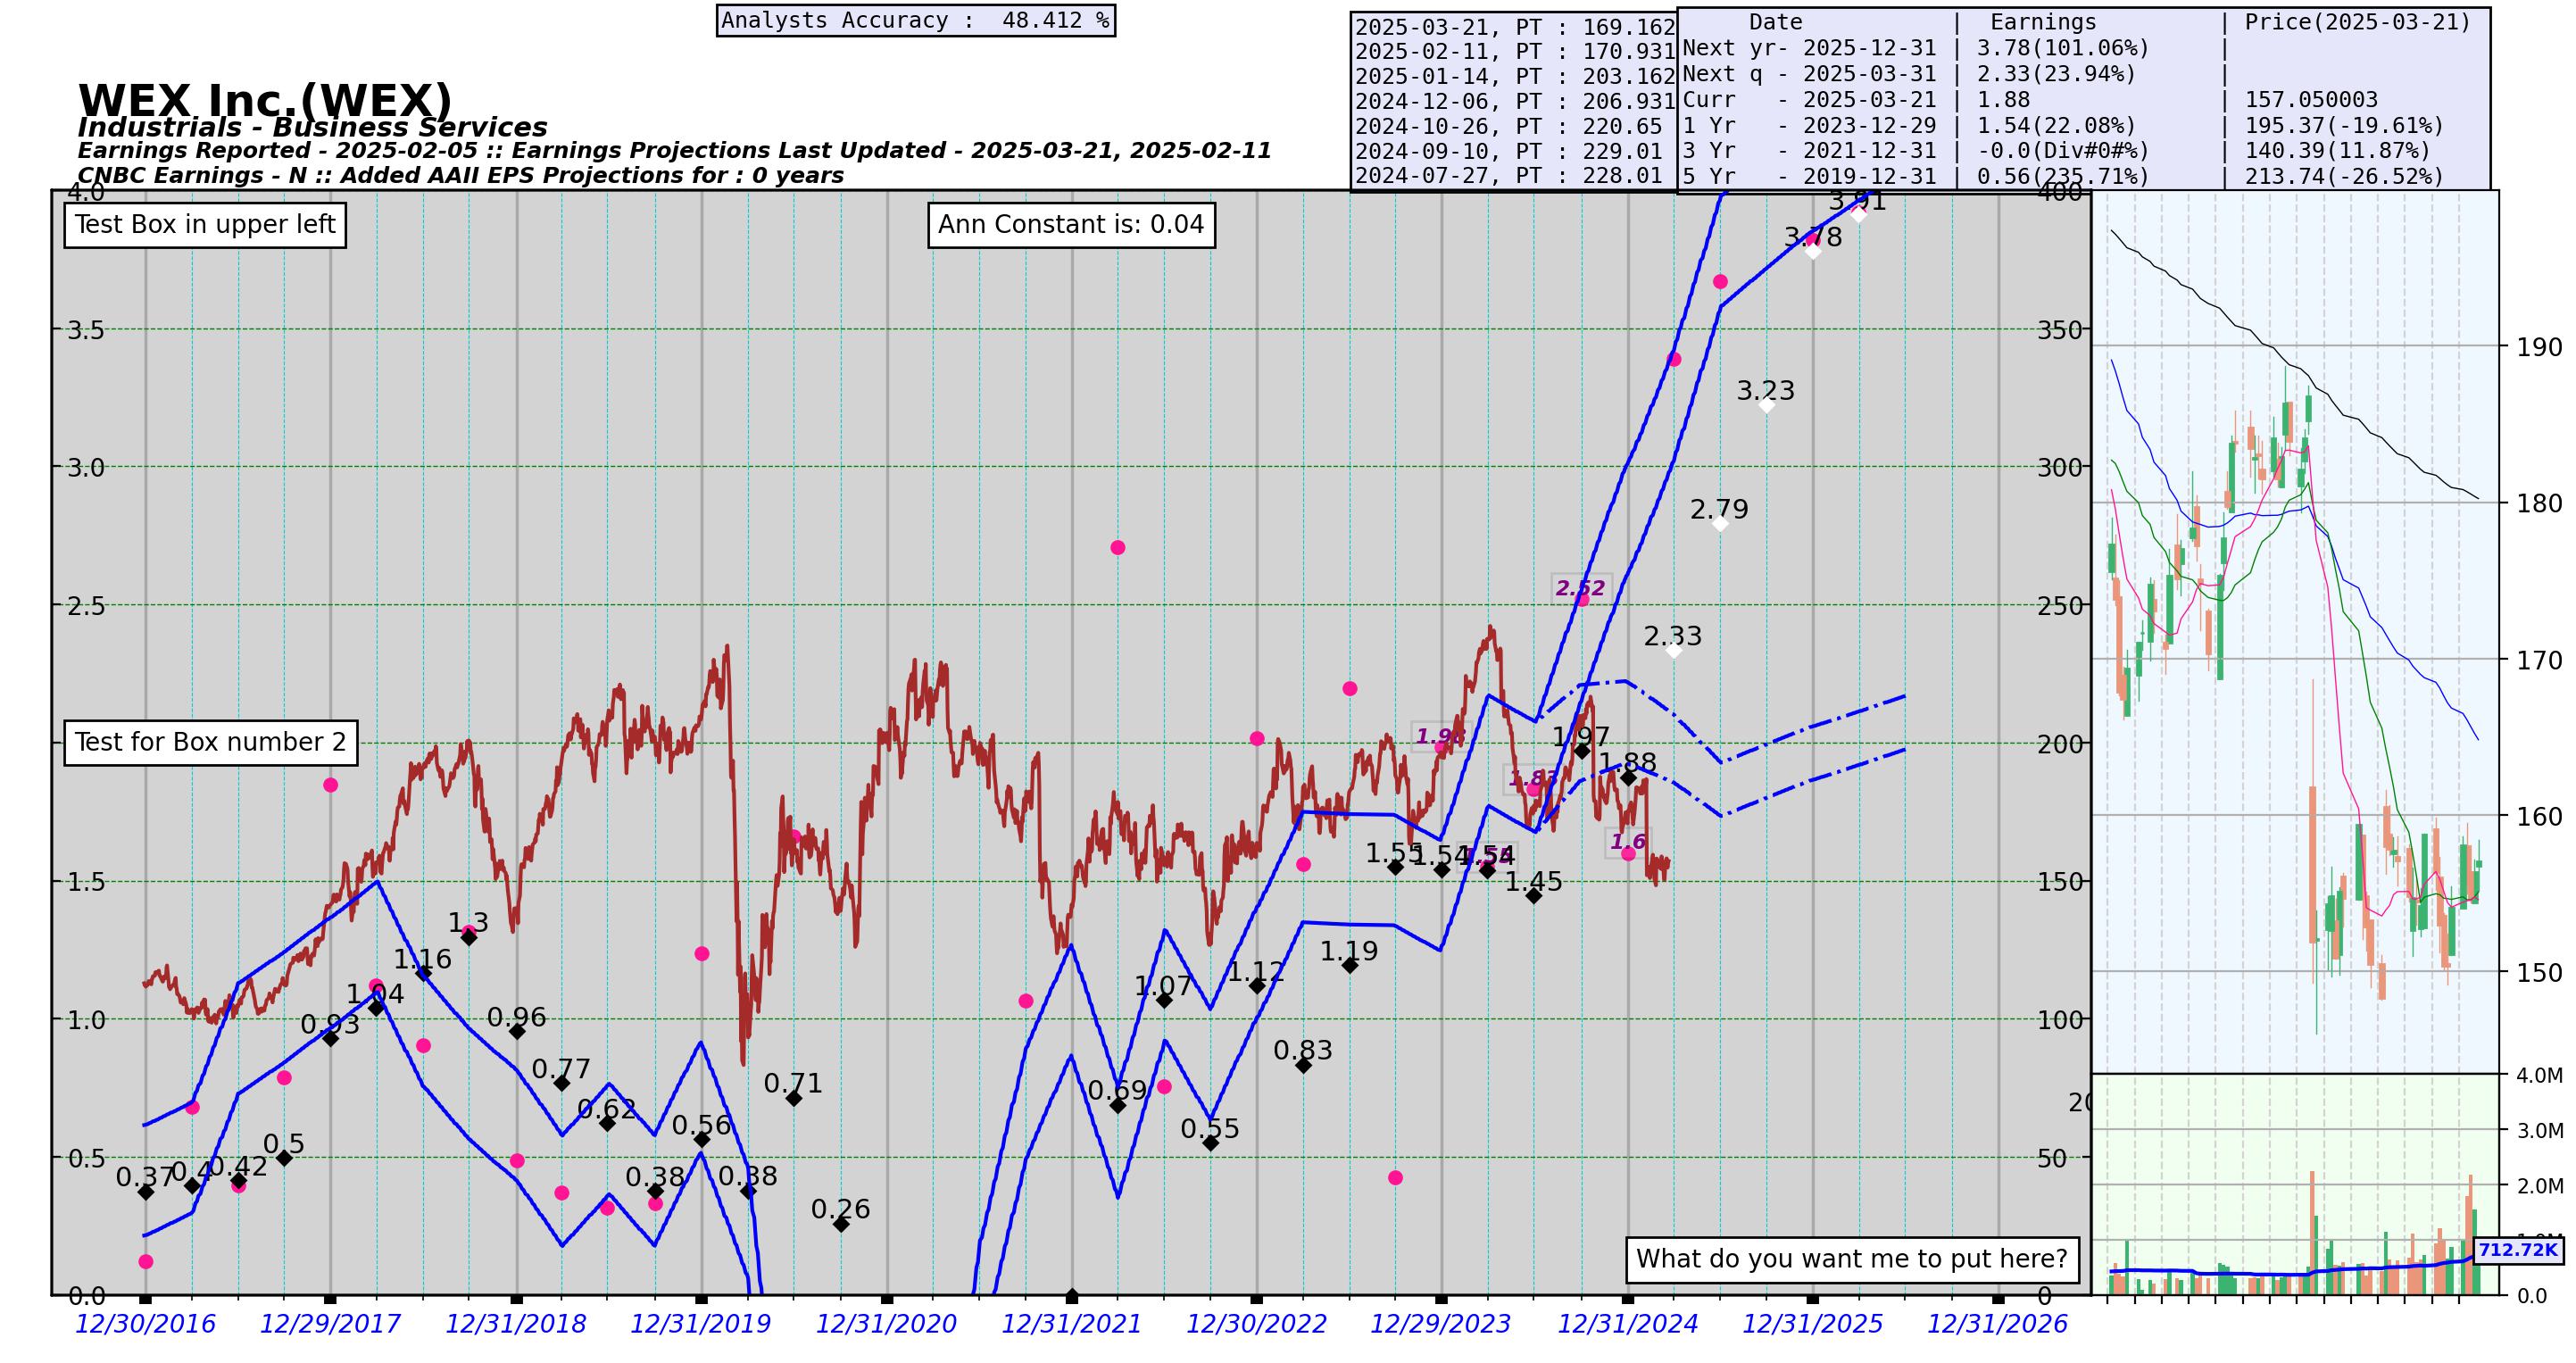 Analysts Accuracy :  48.412 %
2025-03-21, PT : 169.162
2025-02-11, PT : 170.931
2025-01-14, PT : 203.162
2024-12-06, PT : 206.931
2024-10-26, PT : 220.65
2024-09-10, PT : 229.01
2024-07-27, PT : 228.01
Date | Earnings | Price(2025-03-21)
Next yr- 2025-12-31 | 3.78(101.06%) |
Next q - 2025-03-31 | 2.33(23.94%) |
Curr - 2025-03-21 | 1.88 | 157.050003
1 Yr - 2023-12-29 | 1.54(22.08%) | 195.37(-19.61%)
3 Yr - 2021-12-31 | -0.0(Div#0#%) | 140.39(11.87%)
5 Yr - 2019-12-31 | 0.56(235.71%) | 213.74(-26.52%)
WEX Inc.(WEX)
Industrials - Business Services
Earnings Reported - 2025-02-05 :: Earnings Projections Last Updated - 2025-03-21, 2025-02-11
CNBC Earnings - N :: Added AAII EPS Projections for : 0 years
Test Box in upper left
Ann Constant is: 0.04
Test for Box number 2
What do you want me to put here?
4.0
3.5
3.0
2.5
1.5
1.0
0.5
0.0
400
350
300
250
200
150
100
50
0
0.37
0.4
0.42
0.5
0.93
1.04
1.16
1.3
0.96
0.77
0.62
0.38
0.56
0.38
0.71
0.26
0.69
1.07
0.55
1.12
0.83
1.19
1.55
1.54
1.54
1.45
1.97
1.88
2.33
2.79
3.23
3.78
3.91
1.98
1.55
1.83
2.52
1.6
190
180
170
160
150
20
4.0M
3.0M
2.0M
1.0M
712.72K
0.0
12/30/2016 12/29/2017 12/31/2018 12/31/2019 12/31/2020 12/31/2021 12/30/2022 12/29/2023 12/31/2024 12/31/2025 12/31/2026